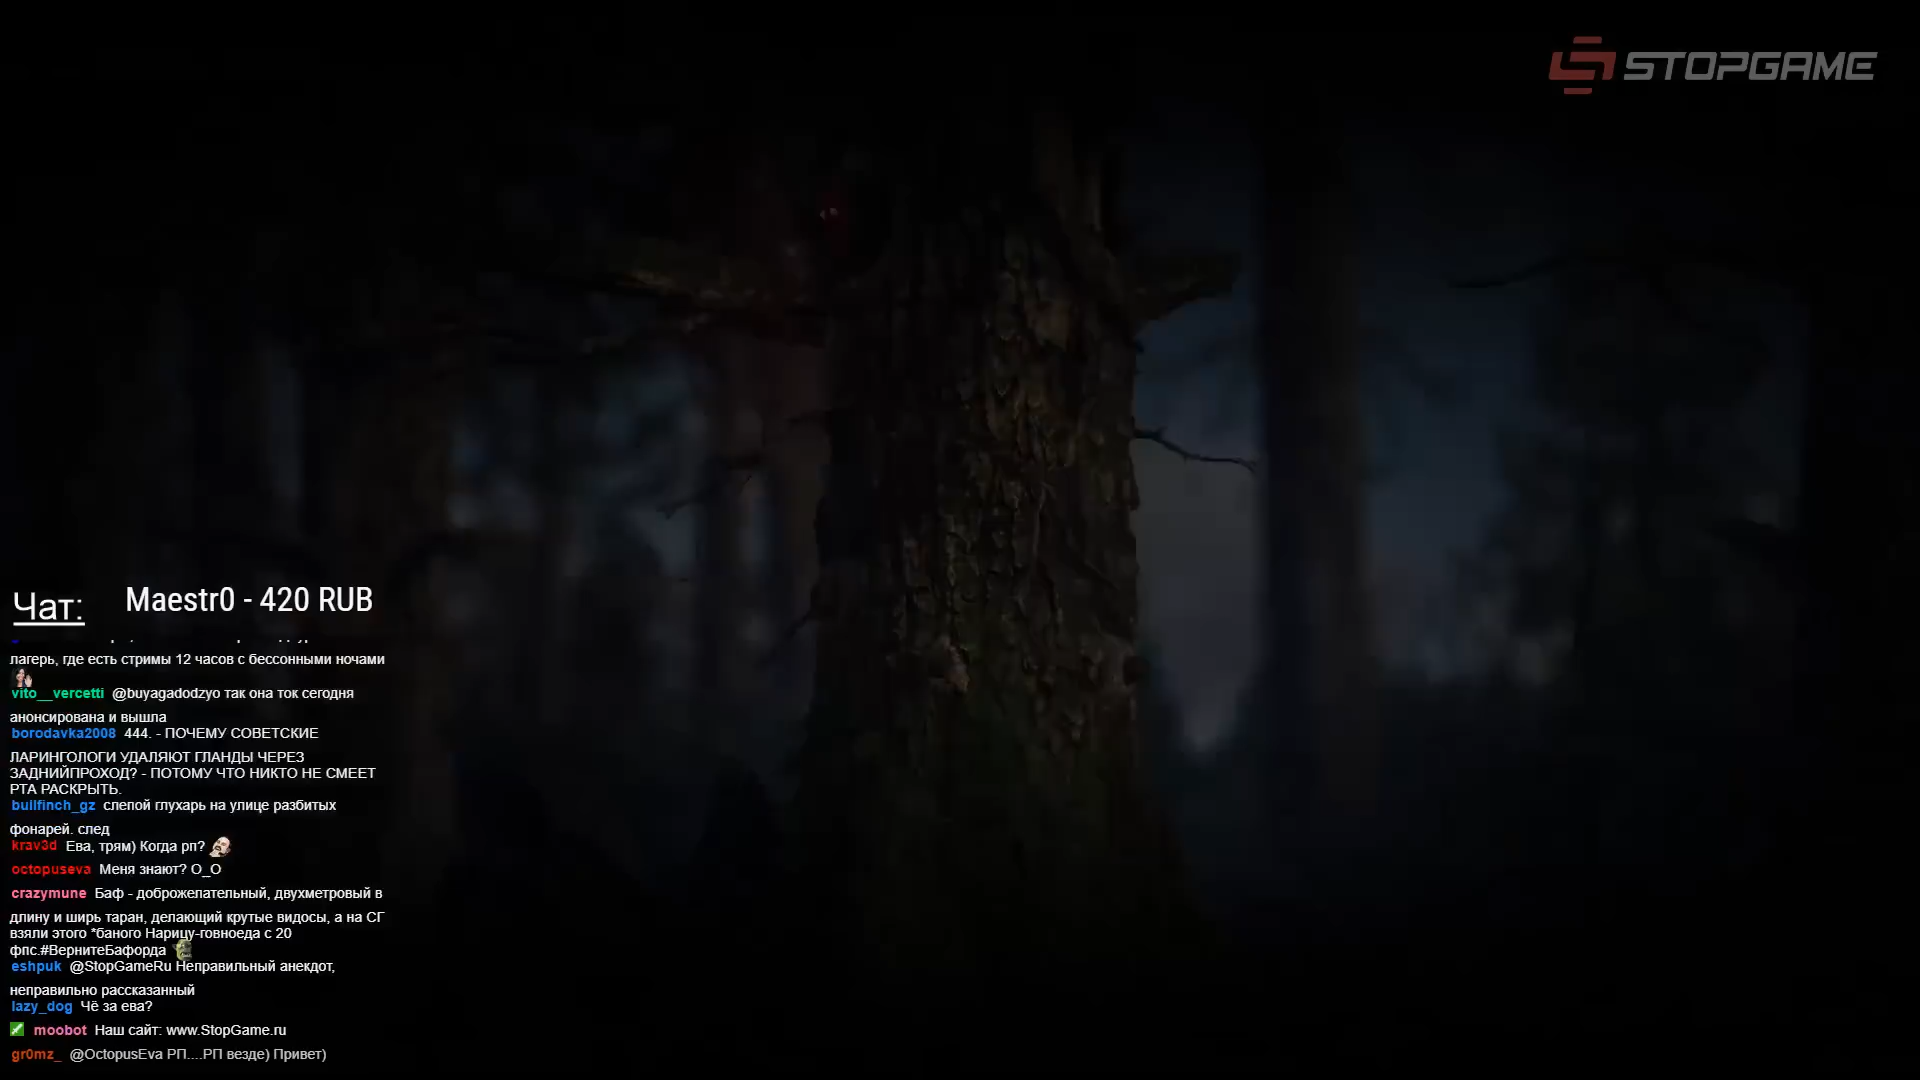 STOPGAME
Чат:
Maestr0 - 420 RUB
лагерь, где есть стримы 12 часов с бессонными ночами
vito__vercetti @buyagadodzyo так она ток сегодня
анонсирована и вышла
borodavka2008 444. - ПОЧЕМУ СОВЕТСКИЕ
ЛАРИНГОЛОГИ УДАЛЯЮТ ГЛАНДЫ ЧЕРЕЗ
ЗАДНИЙПРОХОД? - ПОТОМУ ЧТО НИКТО НЕ СМЕЕТ
РТА РАСКРЫТЬ.
bullfinch_gz слепой глухарь на улице разбитых
фонарей. след
krav3d Ева, трям) Когда рп?
octopuseva Меня знают? О_О
crazymune Баф - доброжелательный, двухметровый в
длину и ширь таран, делающий крутые видосы, а на СГ
взяли этого *баного Нарицу-говноеда с 20
фпс.#ВернитеБафорда
eshpuk @StopGameRu Неправильный анекдот,
неправильно рассказанный
lazy_dog Чё за ева?
moobot Наш сайт: www.StopGame.ru
gr0mz_ @OctopusEva РП....РП везде) Привет)